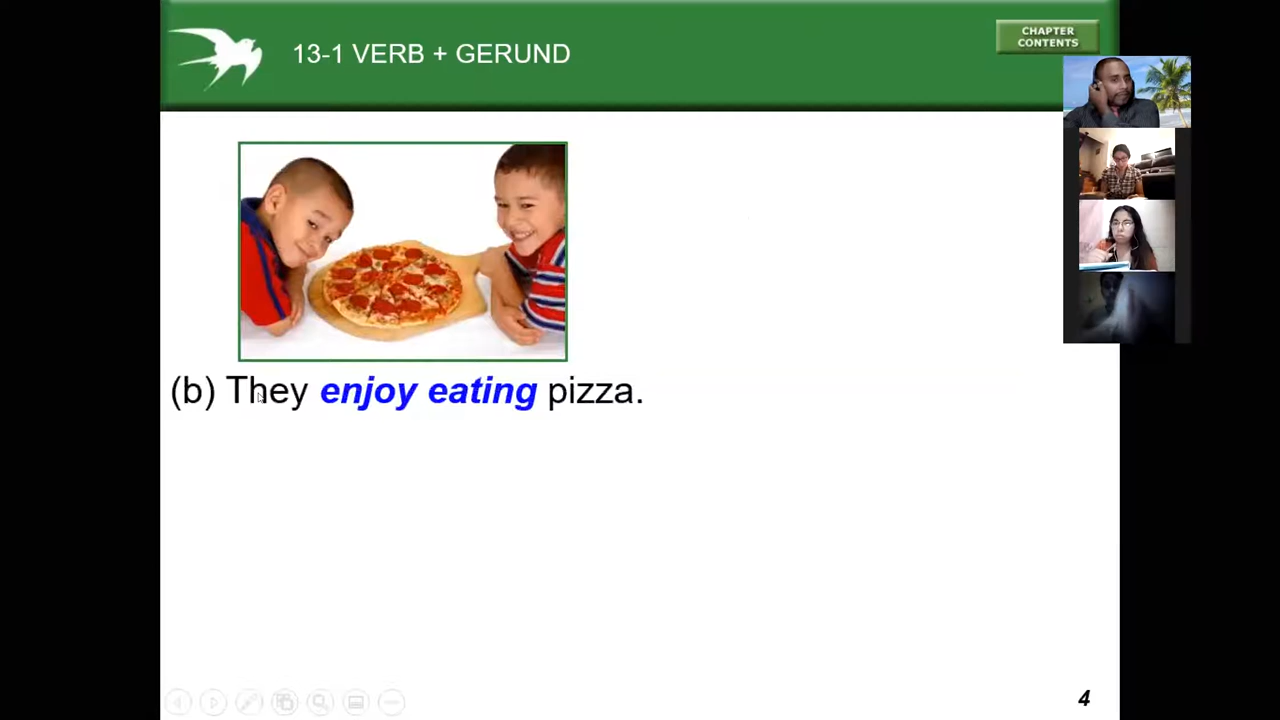 13-1 VERB + GERUND
CHAPTER
CONTENTS
(b) They enjoy eating pizza.
4